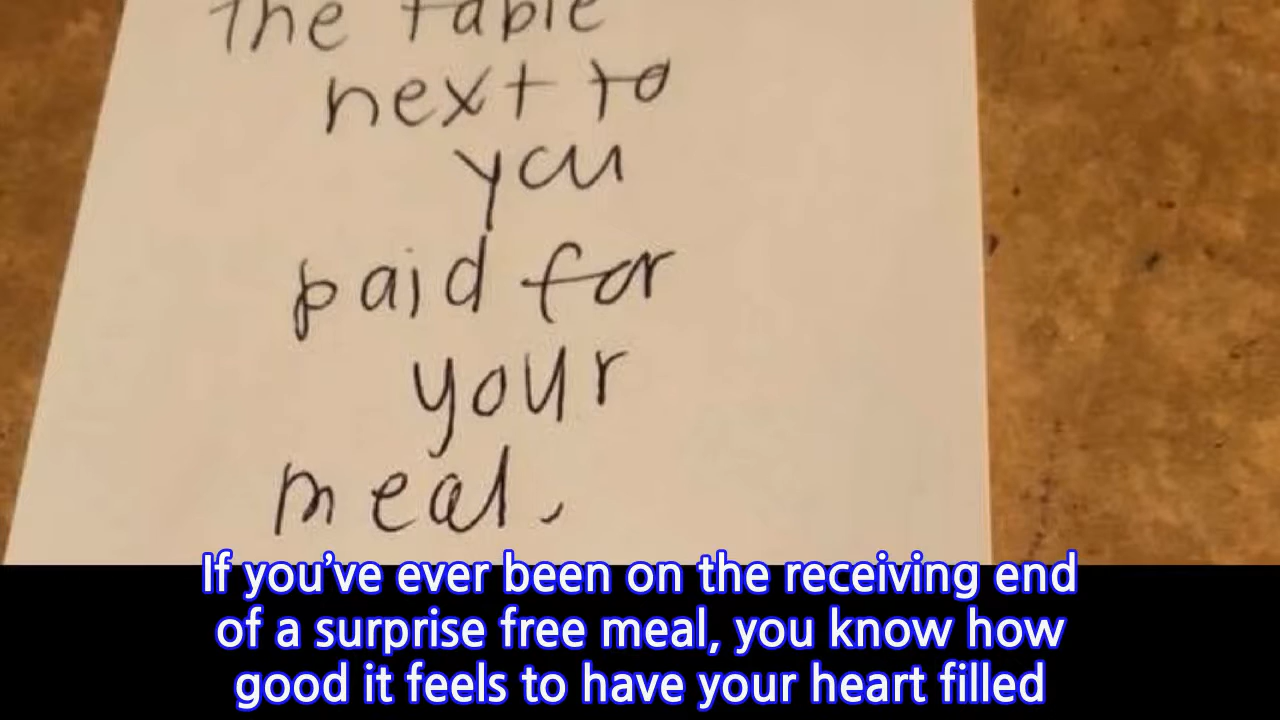 The table
next to
you
paid for
your
meal.
If you've ever been on the receiving end
of a surprise free meal, you know how
good it feels to have your heart filled